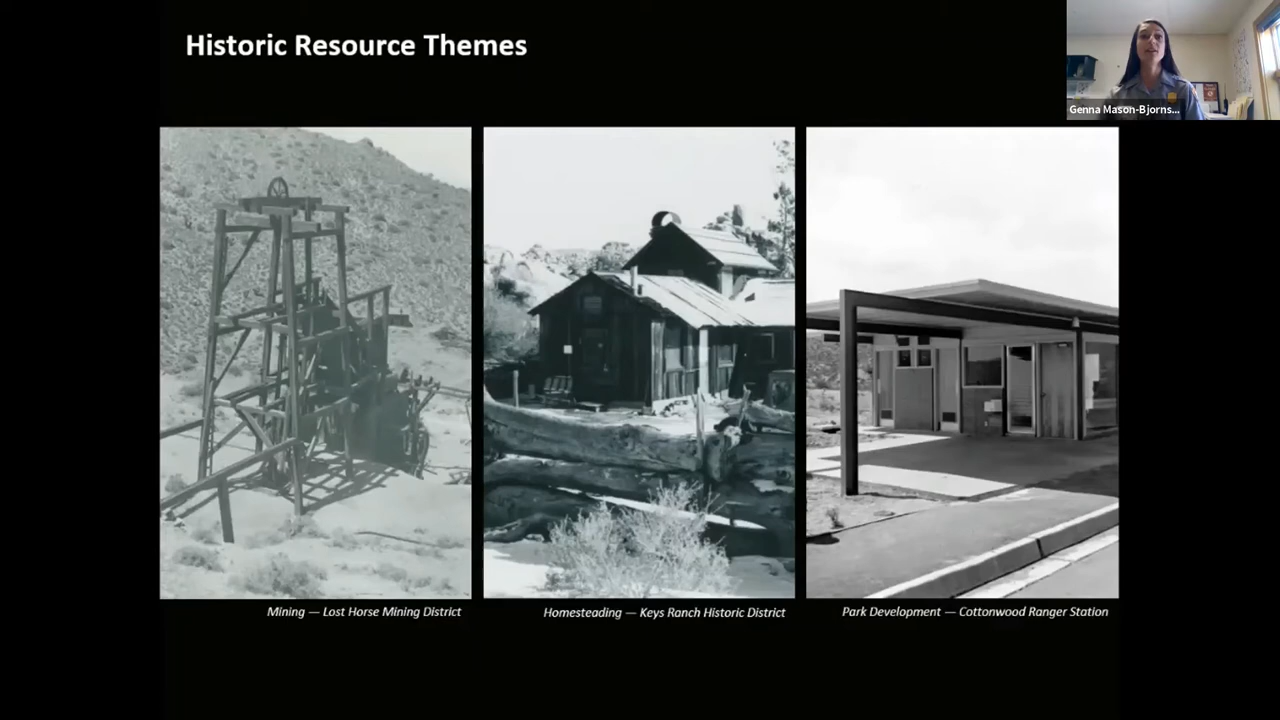 Historic Resource Themes
Genna Mason-Bjorns...
Mining — Lost Horse Mining District
Homesteading — Keys Ranch Historic District
Park Development — Cottonwood Ranger Station